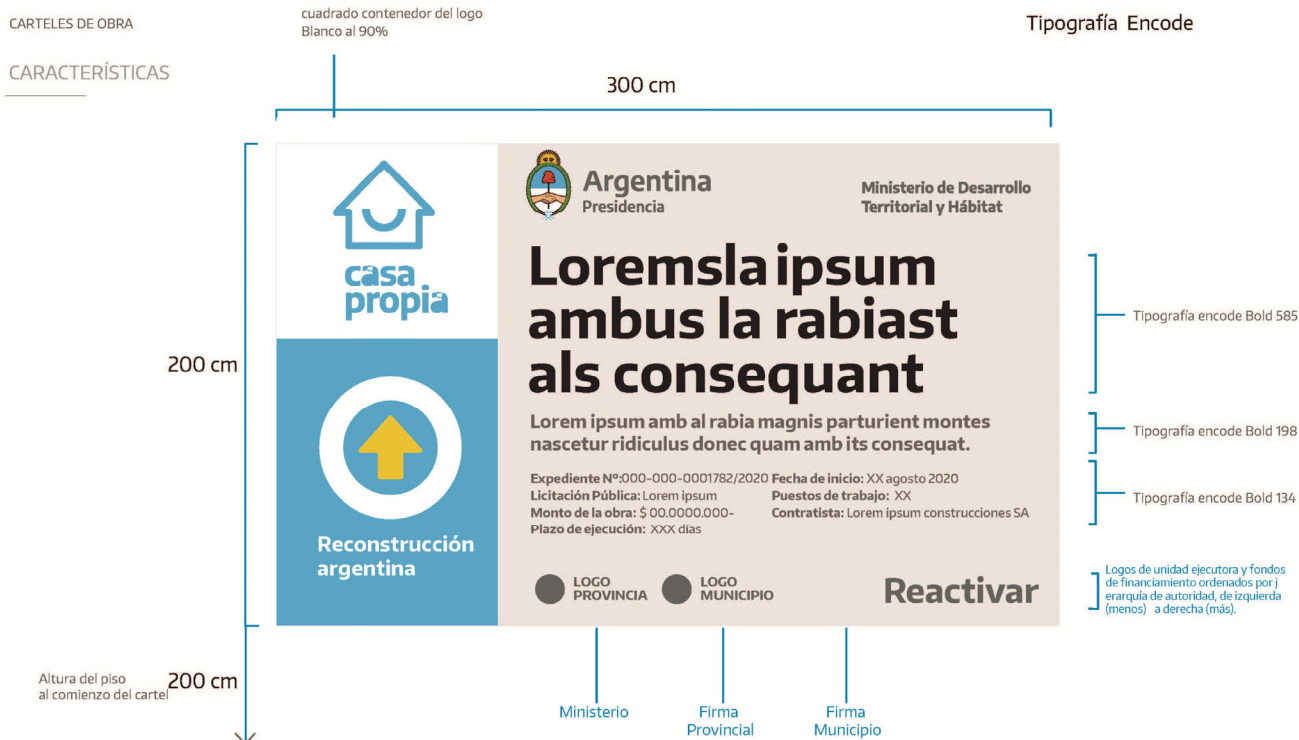 CARTELES DE OBRA
CARACTERÍSTICAS
cuadrado contenedor del logo
Blanco al 90%
Tipografía Encode
300 cm
200 cm
casa
propia
Reconstrucción
argentina
Argentina
Presidencia
Ministerio de Desarrollo
Territorial y Hábitat
Loremsla ipsum
ambus la rabiast
als consequant
Lorem ipsum amb al rabia magnis parturient montes
nascetur ridiculus donec quam amb its consequat.
Expediente Nº:000-000-0001782/2020 Fecha de inicio: XX agosto 2020
Licitación Pública: Lorem ipsum Puestos de trabajo: XX
Monto de la obra: $ 00.0000.000- Contratista: Lorem ipsum construcciones SA
Plazo de ejecución: XXX días
LOGO
PROVINCIA
LOGO
MUNICIPIO
Reactivar
Tipografía encode Bold 585
Tipografía encode Bold 198
Tipografía encode Bold 134
Logos de unidad ejecutora y fondos
de financiamiento ordenados por j
erarquía de autoridad, de izquierda
(menos) a derecha (más).
Altura del piso
al comienzo del cartel
200 cm
Ministerio
Firma
Provincial
Firma
Municipio